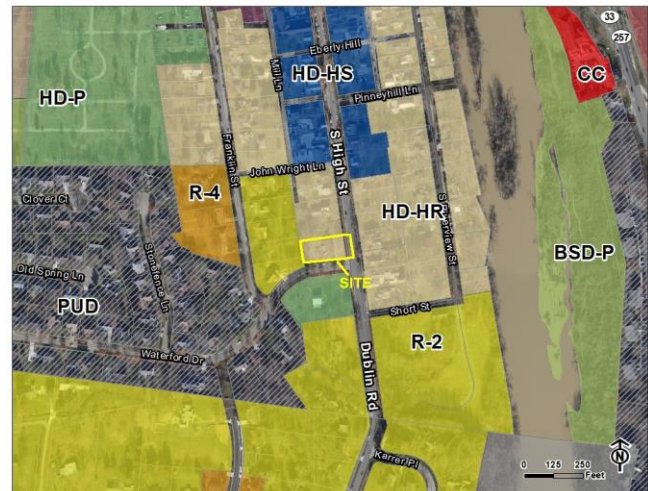 33
257
CC
Eberly Hill
HD-HS
Mill Ln
Pinneyhill Ln
HD-P
Franklin St
S High St
John Wright Ln
R-4
HD-HR
S Riverview St
Clover Ct
Stonefence Ln
BSD-P
Old Spring Ln
SITE
PUD
Short St
Waterford Dr
R-2
Dublin Rd
Karrer Pl
N
0 125 250
Feet